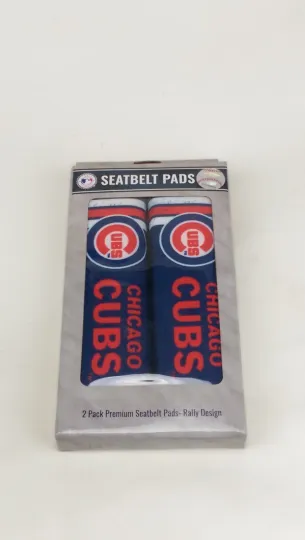 SEATBELT PADS
CUBS
CUBS
CHICAGO
CUBS
CHICAGO
CUBS
2 Pack Premium Seatbelt Pads- Rally Design